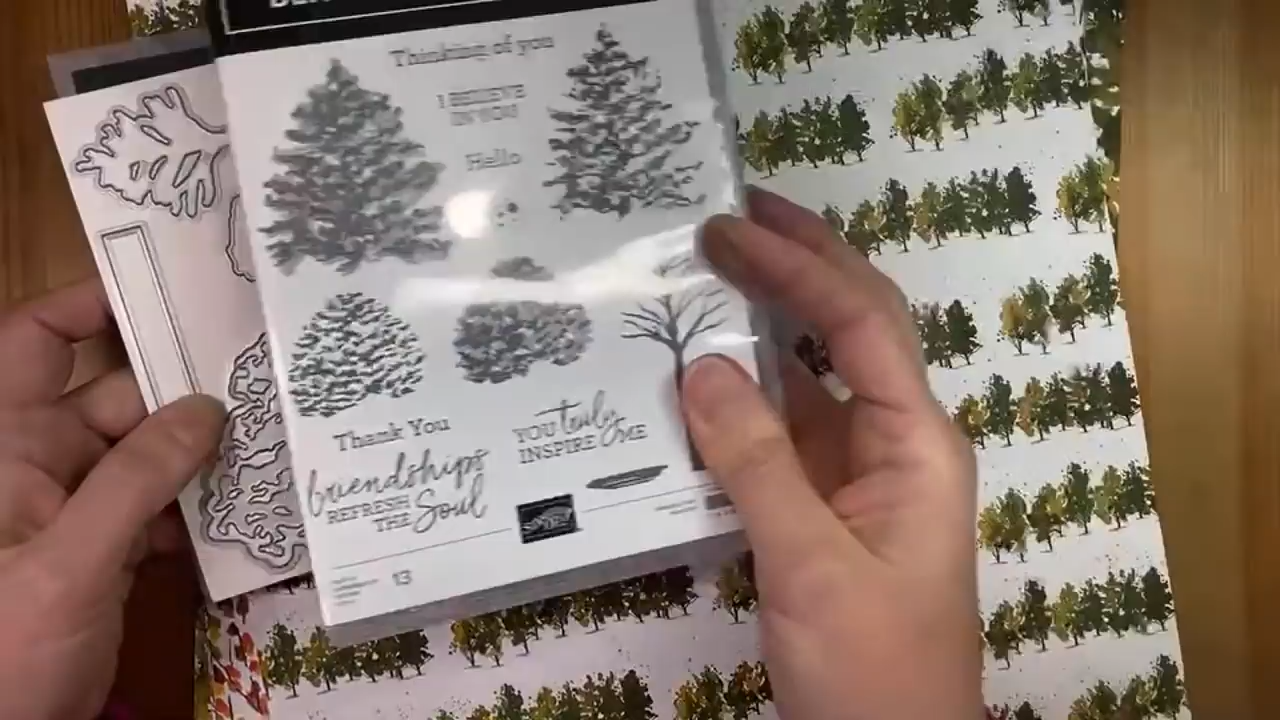 Thinking of you
I BELIEVE
IN YOU
Hello
Thank You
YOU truly
INSPIRE ME
friendships
REFRESH
THE Soul
13